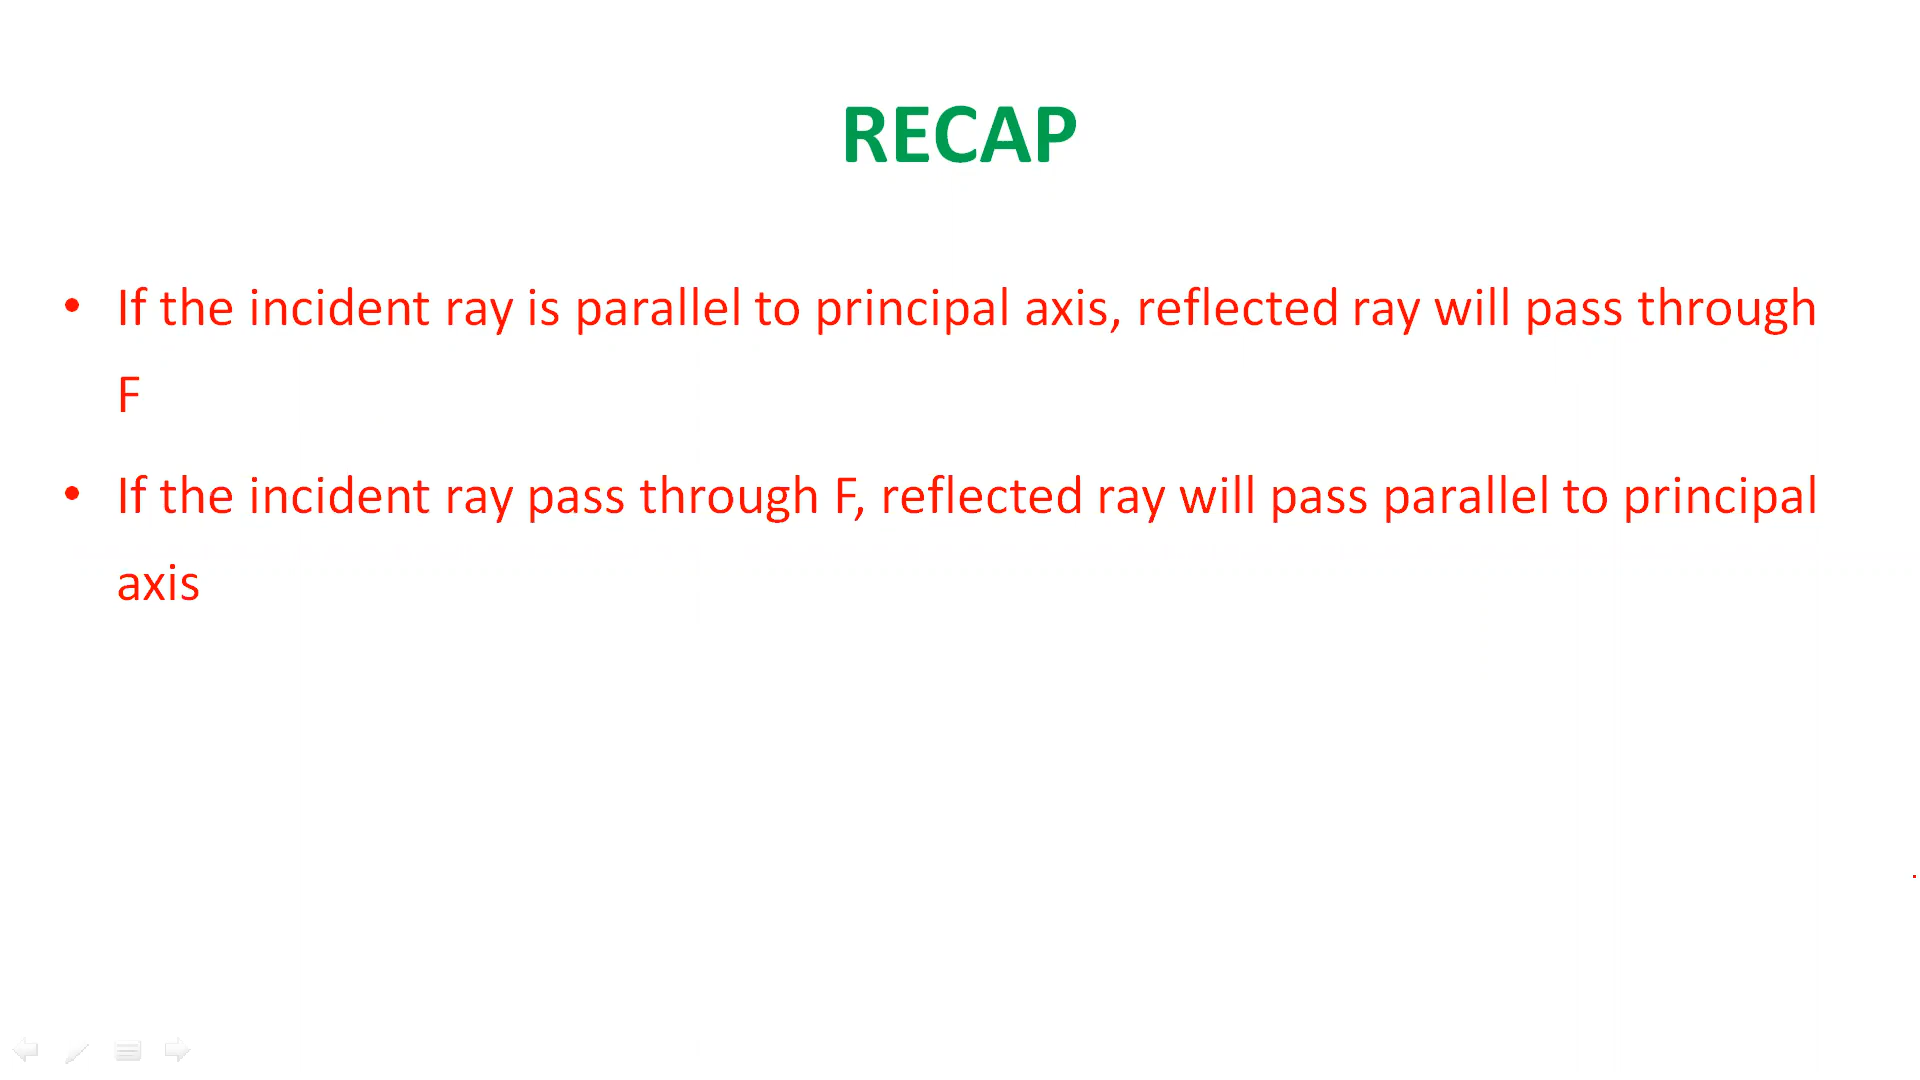 RECAP
• If the incident ray is parallel to principal axis, reflected ray will pass through
F
• If the incident ray pass through F, reflected ray will pass parallel to principal
axis